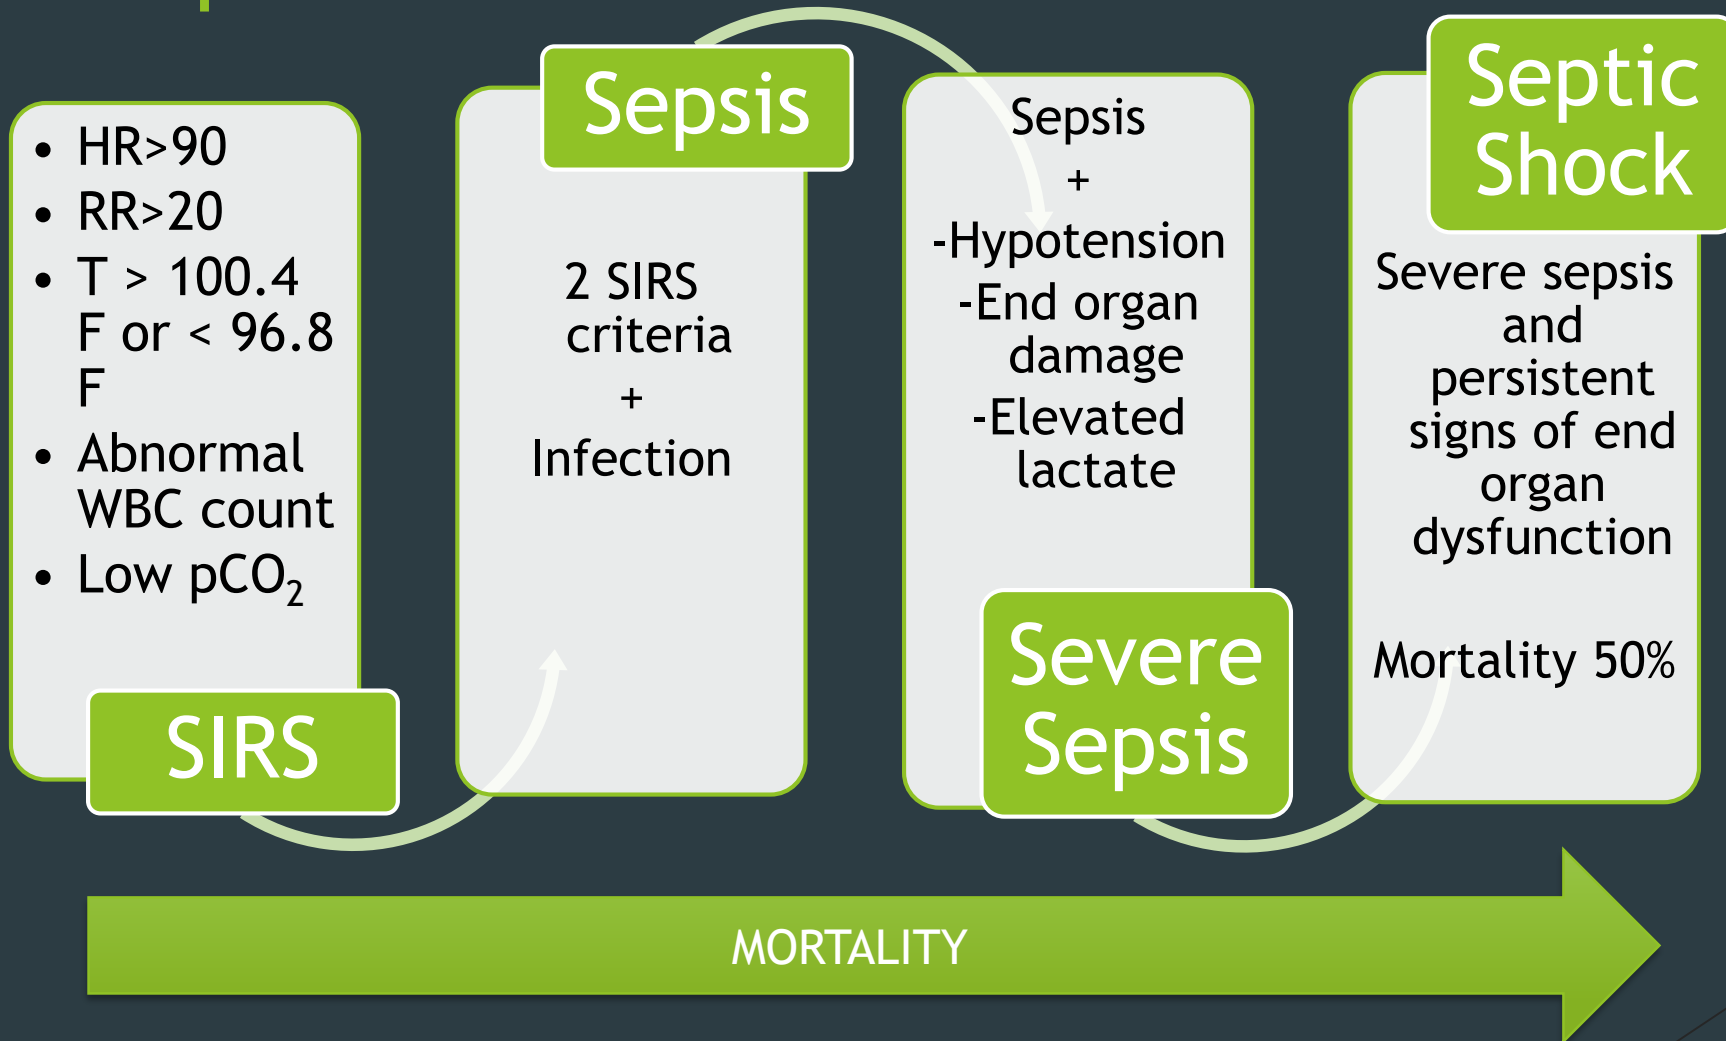 • HR>90
• RR>20
• T > 100.4
F or < 96.8
F
• Abnormal
WBC count
• Low pCO₂
SIRS
Sepsis
2 SIRS
criteria
+
Infection
Sepsis
+
-Hypotension
-End organ
damage
-Elevated
lactate
Severe
Sepsis
Septic
Shock
Severe sepsis
and
persistent
signs of end
organ
dysfunction
Mortality 50%
MORTALITY